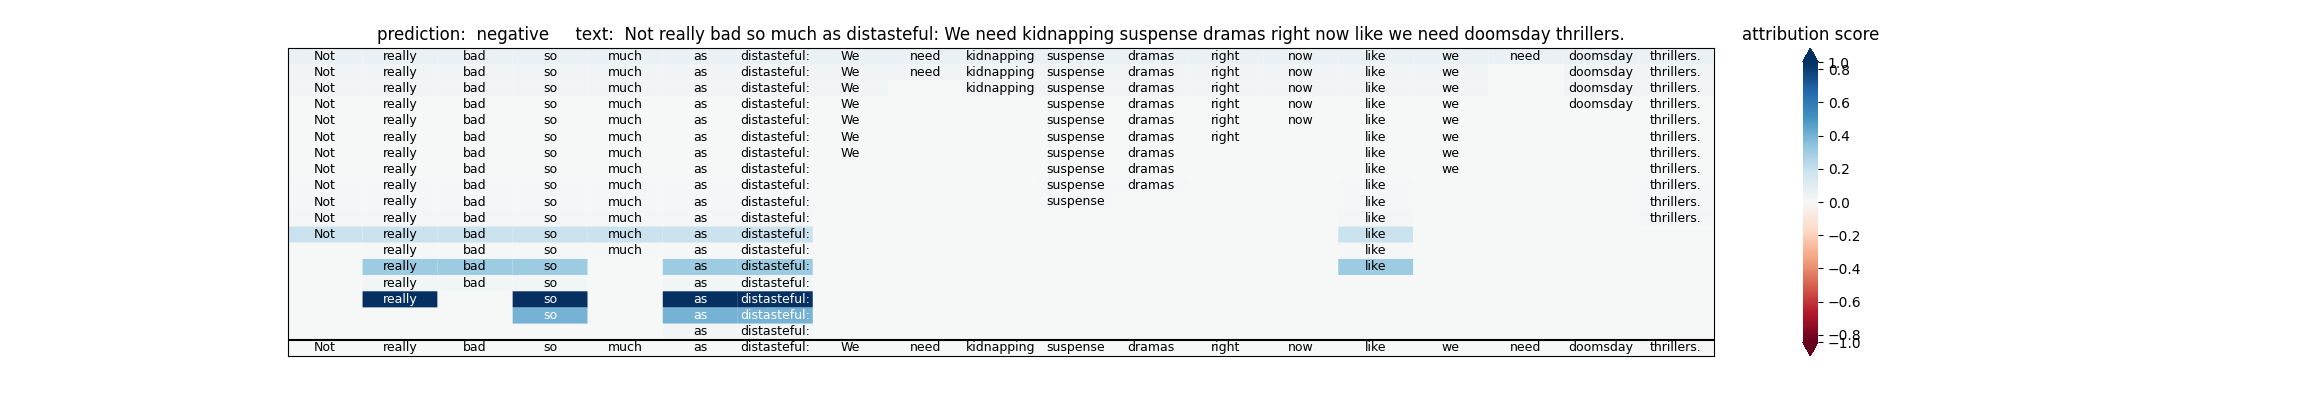 prediction:  negative     text:  Not really bad so much as distasteful: We need kidnapping suspense dramas right now like we need doomsday thrillers.
attribution score
Not really bad so much as distasteful: We need kidnapping suspense dramas right now like we need doomsday thrillers.
Not really bad so much as distasteful: We need kidnapping suspense dramas right now like we doomsday thrillers.
Not really bad so much as distasteful: We kidnapping suspense dramas right now like we doomsday thrillers.
Not really bad so much as distasteful: We suspense dramas right now like we doomsday thrillers.
Not really bad so much as distasteful: We suspense dramas right now like we thrillers.
Not really bad so much as distasteful: We suspense dramas right like we thrillers.
Not really bad so much as distasteful: We suspense dramas like we thrillers.
Not really bad so much as distasteful: suspense dramas like we thrillers.
Not really bad so much as distasteful: suspense dramas like thrillers.
Not really bad so much as distasteful: suspense like thrillers.
Not really bad so much as distasteful: like thrillers.
Not really bad so much as distasteful: like
really bad so much as distasteful: like
really bad so as distasteful: like
really bad so as distasteful:
really so as distasteful:
so as distasteful:
as distasteful:
Not really bad so much as distasteful: We need kidnapping suspense dramas right now like we need doomsday thrillers.
1.0
0.8
0.6
0.4
0.2
0.0
−0.2
−0.4
−0.6
−0.8
−1.0